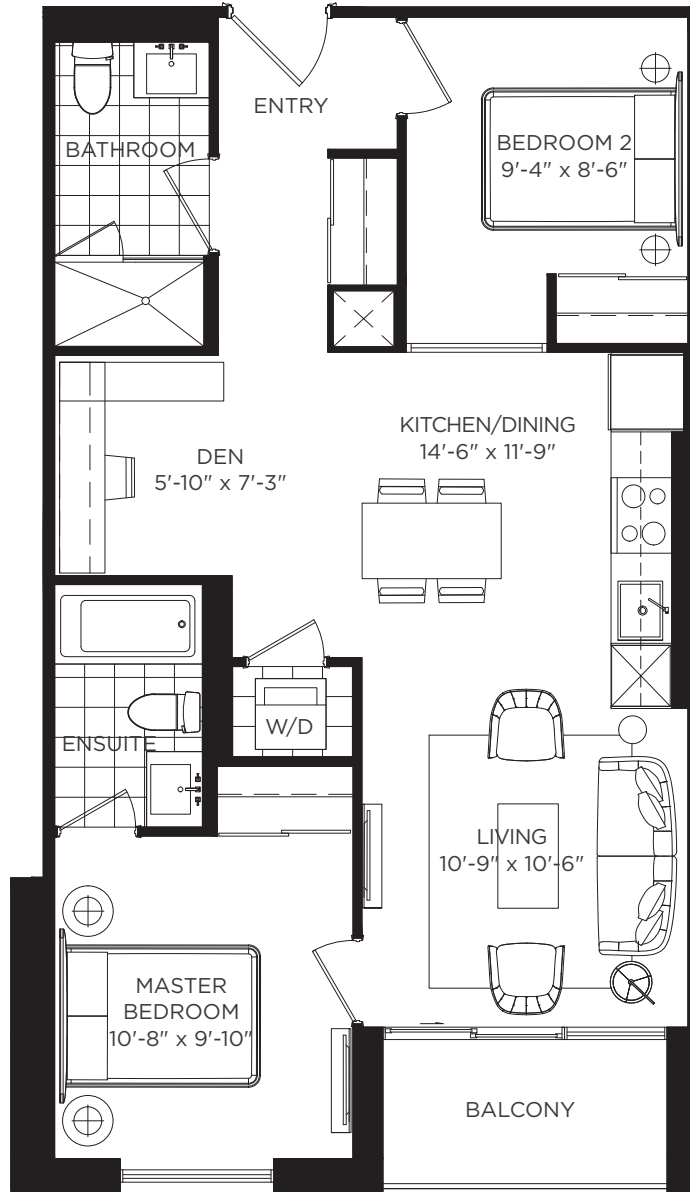 ENTRY
BATHROOM
BEDROOM 2
9'-4" x 8'-6"
KITCHEN/DINING
14'-6" x 11'-9"
DEN
5'-10" x 7'-3"
W/D
ENSUITE
LIVING
10'-9" x 10'-6"
MASTER
BEDROOM
10'-8" x 9'-10"
BALCONY